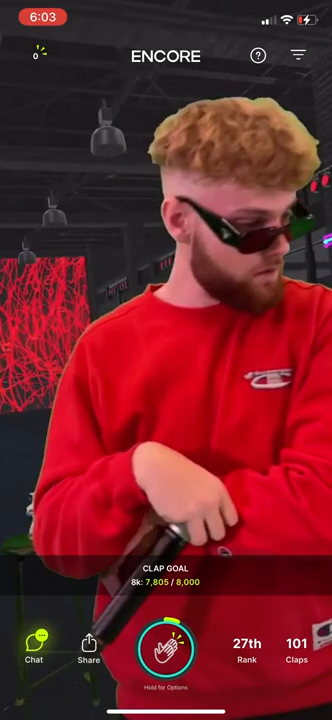 6:03
0
ENCORE
?
CLAP GOAL
8k: 7,805 / 8,000
Chat
Share
27th
Rank
101
Claps
Hold for Options